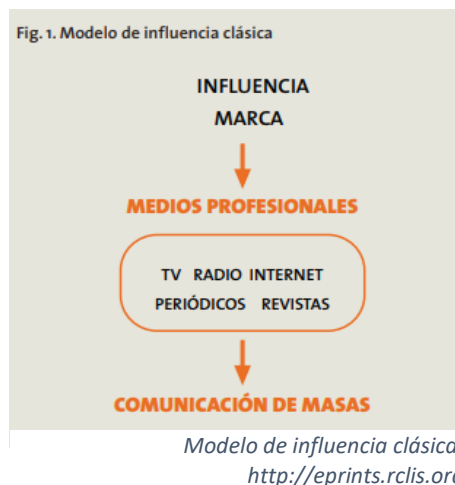 Fig. 1. Modelo de influencia clásica
INFLUENCIA
MARCA
MEDIOS PROFESIONALES
TV RADIO INTERNET
PERIÓDICOS REVISTAS
COMUNICACIÓN DE MASAS
Modelo de influencia clásica
http://eprints.rclis.org